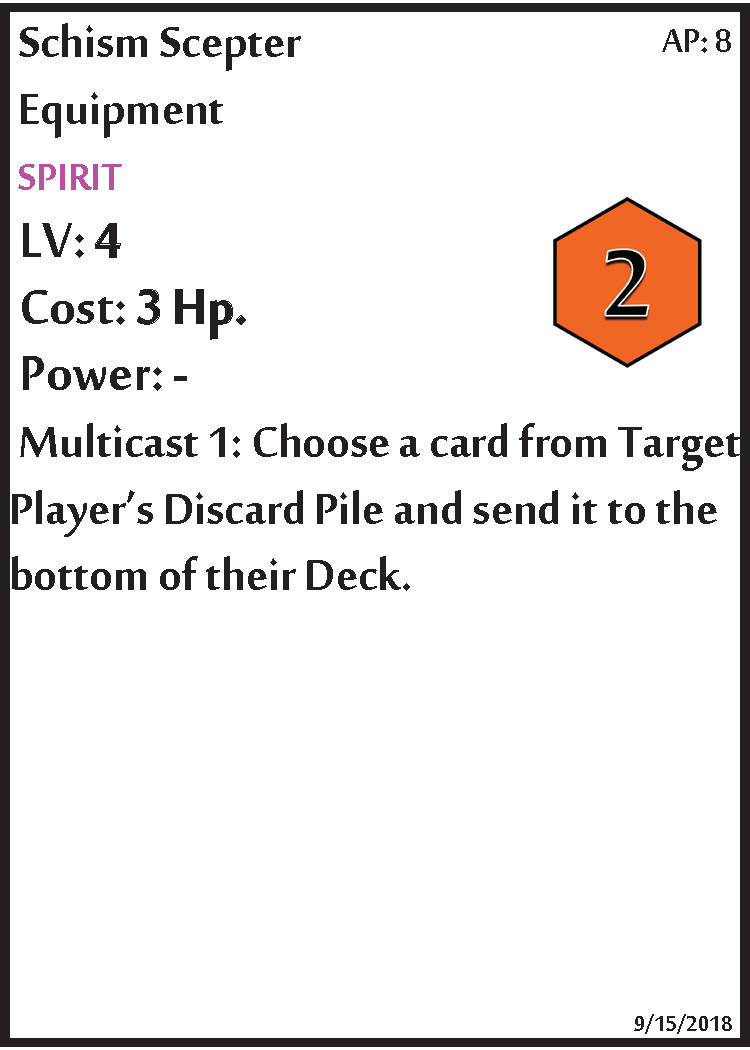 Schism Scepter
AP: 8
Equipment
SPIRIT
LV: 4
2
Cost: 3 Hp.
Power: -
Multicast 1: Choose a card from Target
Player’s Discard Pile and send it to the
bottom of their Deck.
9/15/2018